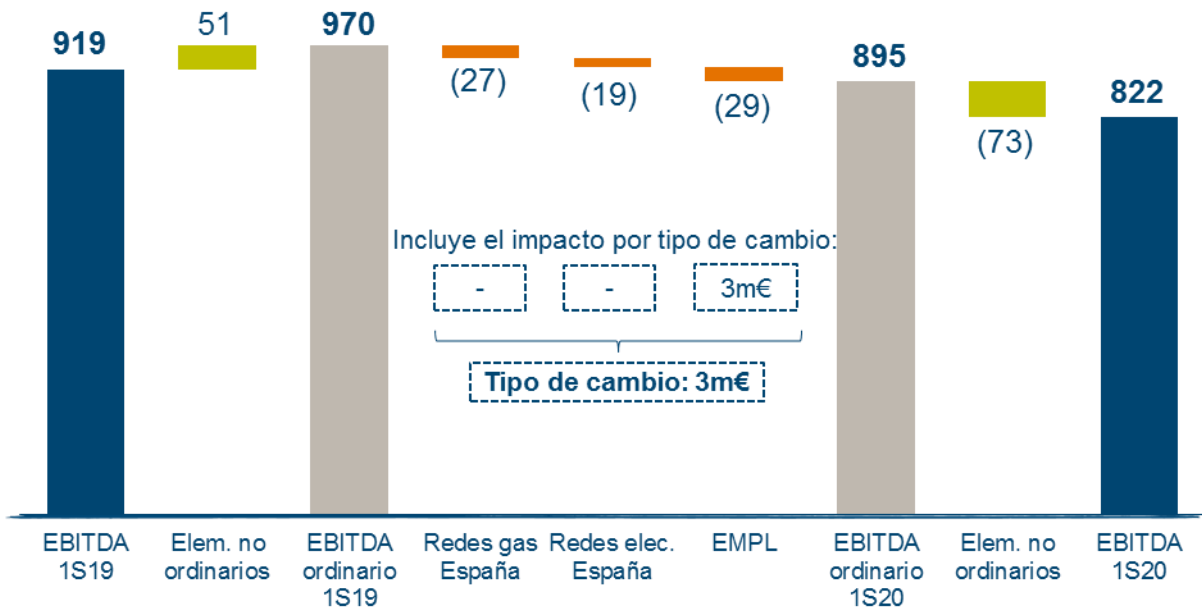 919
51
970
(27)
(19)
(29)
895
(73)
822
Incluye el impacto por tipo de cambio:
-
-
3m€
Tipo de cambio: 3m€
EBITDA
1S19
Elem. no
ordinarios
EBITDA
ordinario
1S19
Redes gas
España
Redes elec.
España
EMPL
EBITDA
ordinario
1S20
Elem. no
ordinarios
EBITDA
1S20